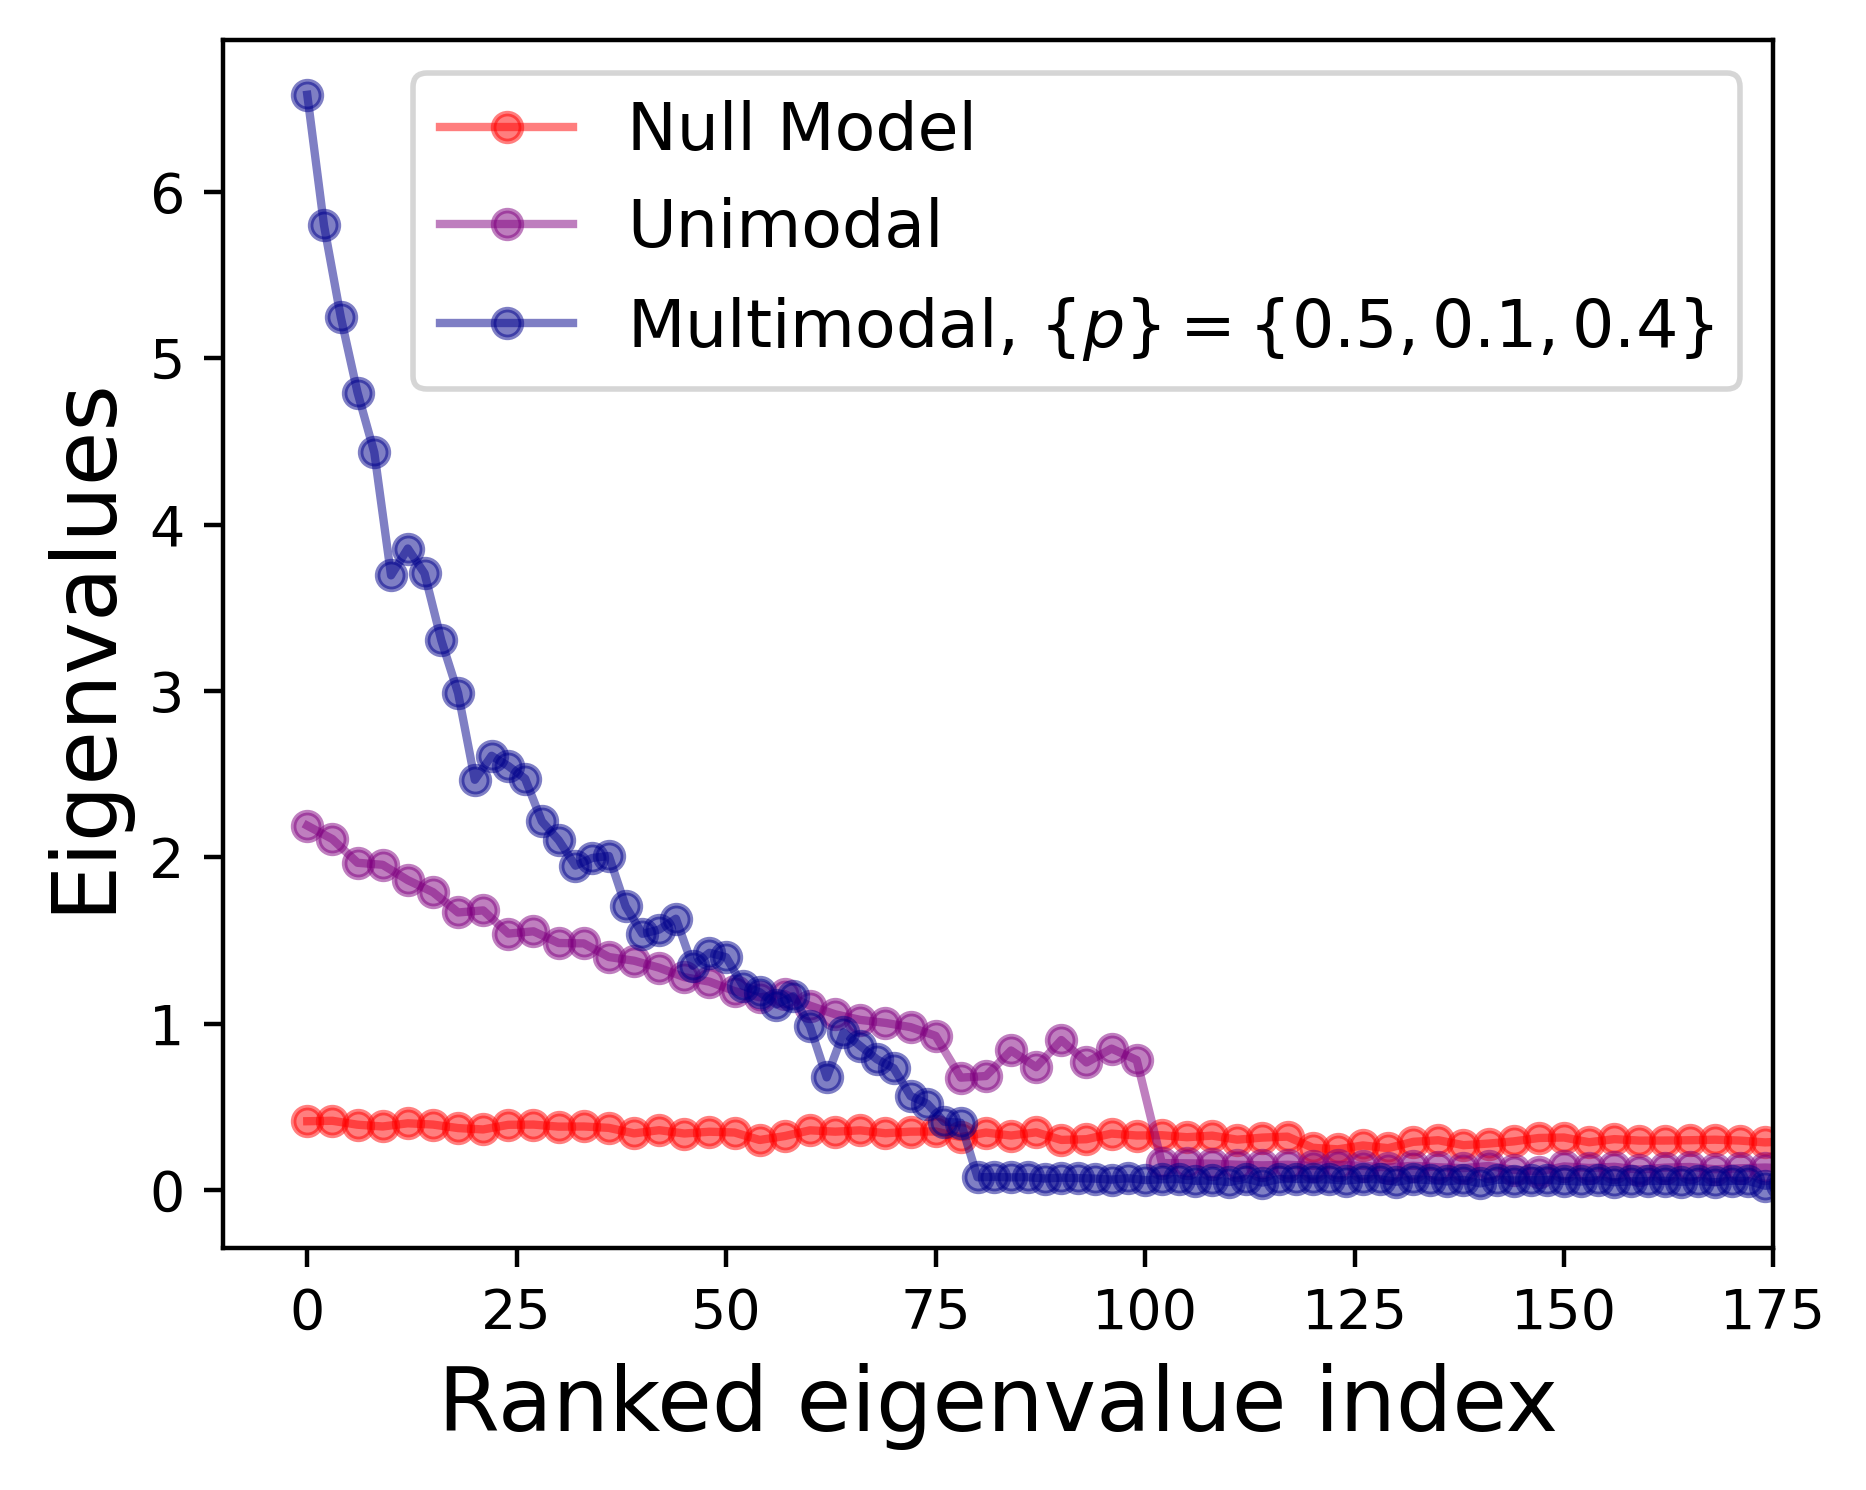 Null Model
Unimodal
Multimodal, {p} = {0.5, 0.1, 0.4}
Eigenvalues
6
5
4
3
2
1
0
0 25 50 75 100 125 150 175
Ranked eigenvalue index